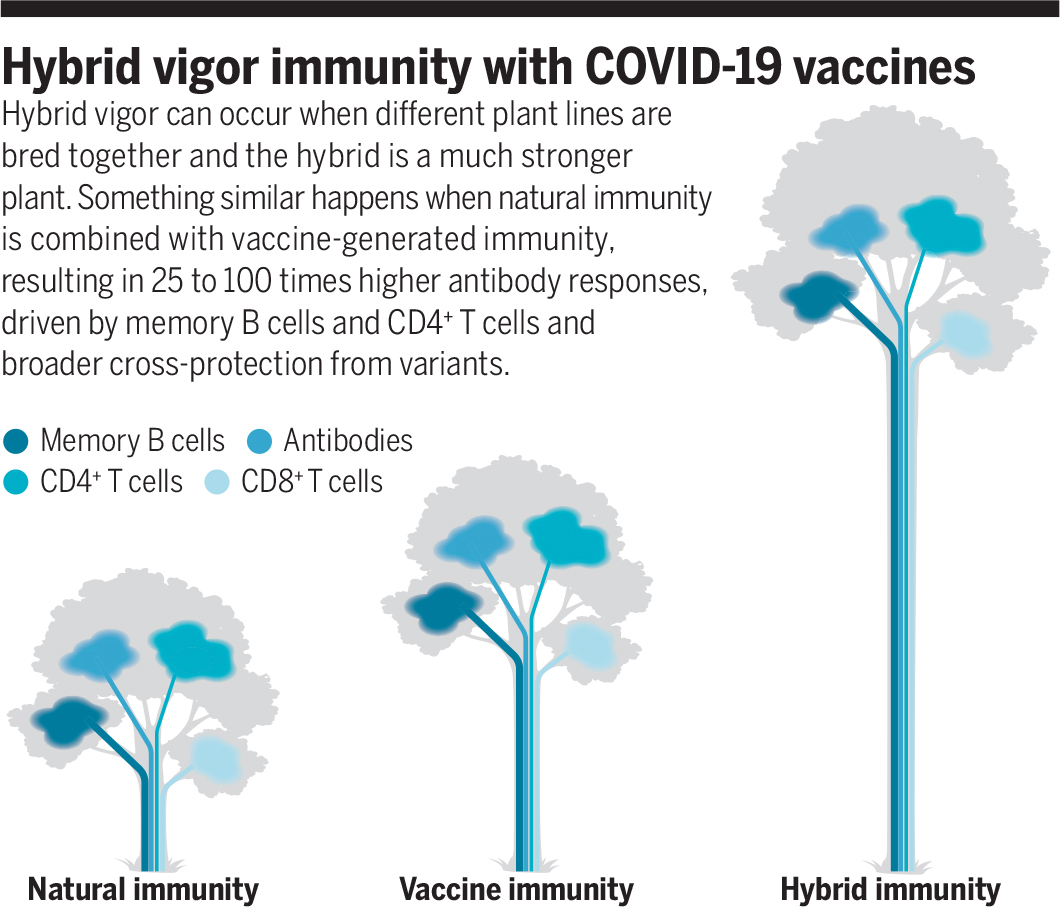 Hybrid vigor immunity with COVID-19 vaccines
Hybrid vigor can occur when different plant lines are
bred together and the hybrid is a much stronger
plant. Something similar happens when natural immunity
is combined with vaccine-generated immunity,
resulting in 25 to 100 times higher antibody responses,
driven by memory B cells and CD4⁺ T cells and
broader cross-protection from variants.
Memory B cells Antibodies
CD4⁺ T cells CD8⁺ T cells
Natural immunity Vaccine immunity Hybrid immunity